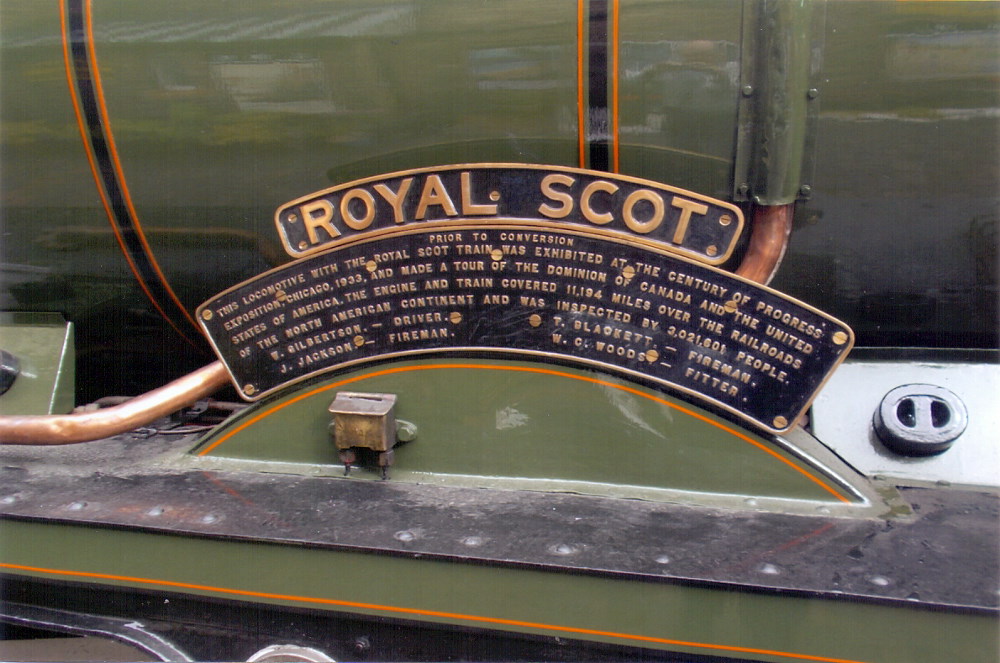 ROYAL SCOT
PRIOR TO CONVERSION
THIS LOCOMOTIVE WITH THE ROYAL SCOT TRAIN WAS EXHIBITED AT THE CENTURY OF PROGRESS
EXPOSITION, CHICAGO, 1933, AND MADE A TOUR OF THE DOMINION OF CANADA AND THE UNITED
STATES OF AMERICA. THE ENGINE AND TRAIN COVERED 11,194 MILES OVER THE RAILROADS
OF THE NORTH AMERICAN CONTINENT AND WAS INSPECTED BY 3,021,601 PEOPLE.
W. GILBERTSON. — DRIVER. T. BLACKETT. — FIREMAN.
J. JACKSON. — FIREMAN. W. C. WOODS — FITTER.